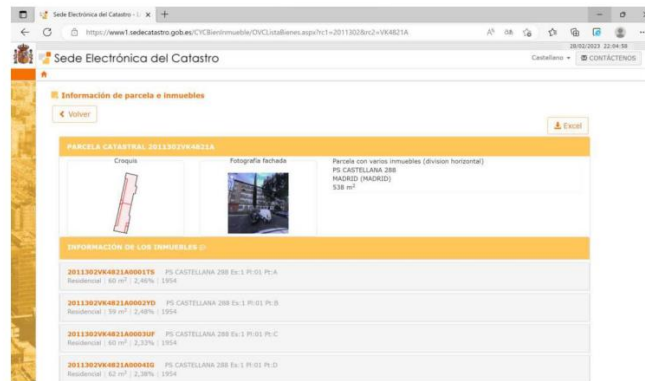 Sede Electrónica del Catastro - L
https://www1.sedecatastro.gob.es/CYCBienInmueble/OVCListaBienes.aspx?rc1=2011302&rc2=VK4821A
28/02/2023 22:04:58
Sede Electrónica del Catastro
Castellano
CONTÁCTENOS
Información de parcela e inmuebles
Volver
Excel
PARCELA CATASTRAL 2011302VK4821A
Croquis
Fotografía fachada
Parcela con varios inmuebles (division horizontal)
PS CASTELLANA 288
MADRID (MADRID)
538 m²
INFORMACIÓN DE LOS INMUEBLES
2011302VK4821A0001TS PS CASTELLANA 288 Es:1 Pl:01 Pt:A
Residencial | 60 m² | 2,46% | 1954
2011302VK4821A0002YD PS CASTELLANA 288 Es:1 Pl:01 Pt:B
Residencial | 59 m² | 2,48% | 1954
2011302VK4821A0003UF PS CASTELLANA 288 Es:1 Pl:01 Pt:C
Residencial | 60 m² | 2,33% | 1954
2011302VK4821A0004IG PS CASTELLANA 288 Es:1 Pl:01 Pt:D
Residencial | 62 m² | 2,38% | 1954